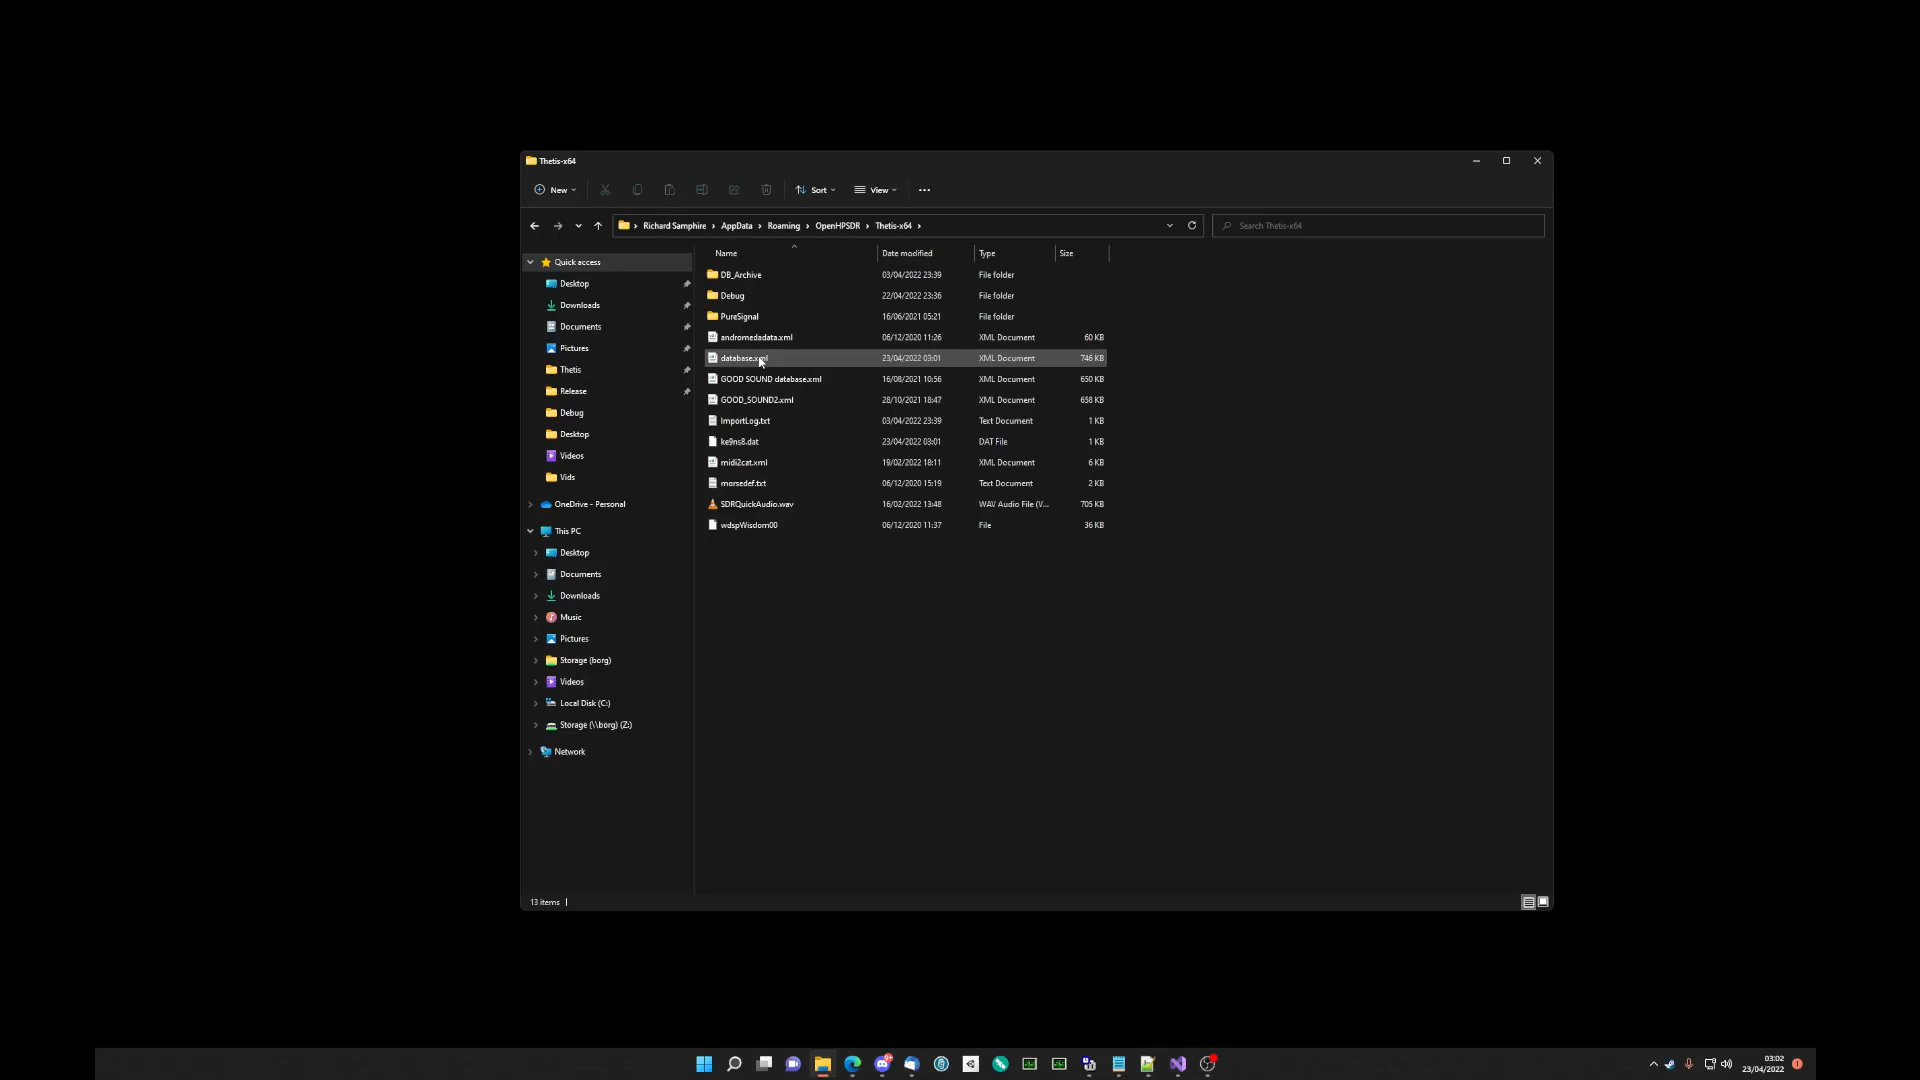 Thetis-x64
New
Sort
View
Richard Samphire > AppData > Roaming > OpenHPSDR > Thetis-x64 >
Search Thetis-x64
Name Date modified Type Size
Quick access
Desktop
Downloads
Documents
Pictures
Thetis
Release
Debug
Desktop
Videos
Vids
OneDrive - Personal
This PC
Desktop
Documents
Downloads
Music
Pictures
Storage (borg)
Videos
Local Disk (C:)
Storage (\\borg) (Z:)
Network
DB_Archive 03/04/2022 23:39 File folder
Debug 22/04/2022 23:36 File folder
PureSignal 16/06/2021 05:21 File folder
andromedadata.xml 06/12/2020 11:26 XML Document 60 KB
database.xml 23/04/2022 03:01 XML Document 746 KB
GOOD SOUND database.xml 16/08/2021 10:56 XML Document 650 KB
GOOD_SOUND2.xml 28/10/2021 18:47 XML Document 658 KB
ImportLog.txt 03/04/2022 23:39 Text Document 1 KB
ke9ns8.dat 23/04/2022 03:01 DAT File 1 KB
midi2cat.xml 19/02/2022 18:11 XML Document 6 KB
morsedef.txt 06/12/2020 15:19 Text Document 2 KB
SDRQuickAudio.wav 16/02/2022 13:48 WAV Audio File (V... 705 KB
wdspWisdom00 06/12/2020 11:37 File 36 KB
13 items
03:02
23/04/2022